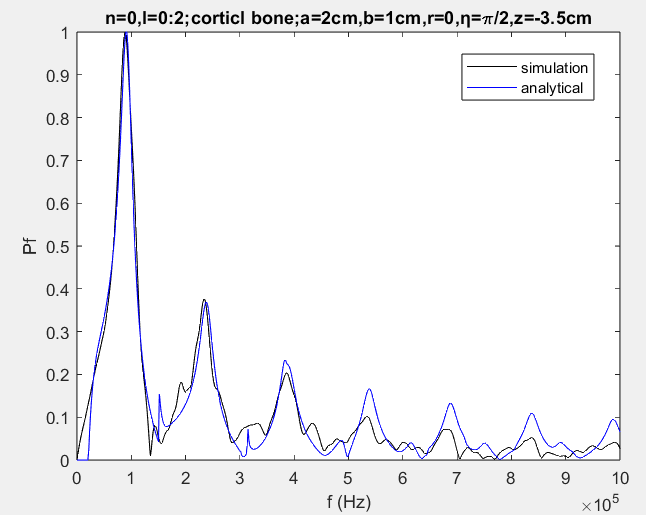 n=0,l=0:2;corticl bone;a=2cm,b=1cm,r=0,η=π/2,z=-3.5cm
1
0.9
0.8
0.7
0.6
0.5
0.4
0.3
0.2
0.1
0
Pf
simulation
analytical
0 1 2 3 4 5 6 7 8 9 10
f (Hz)
×10⁵